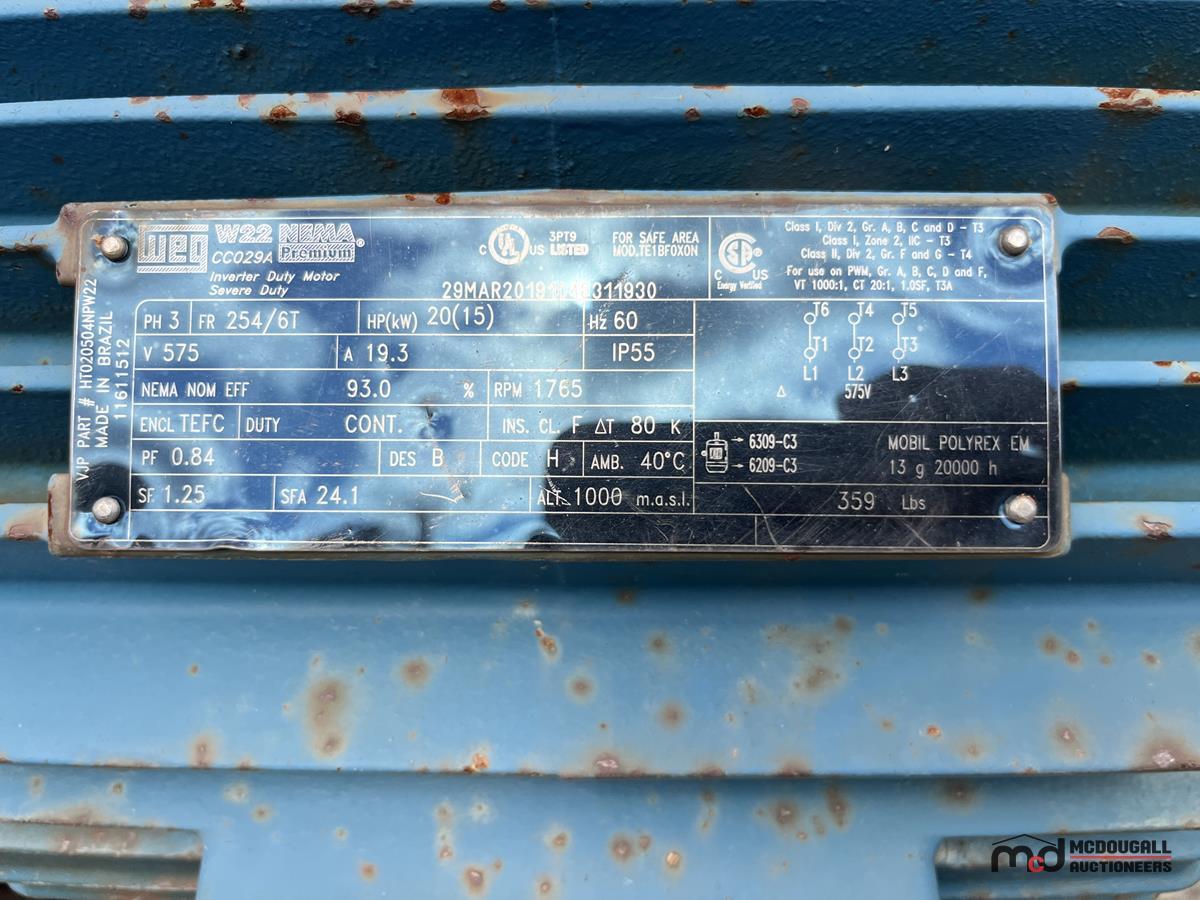 WEG W22 NEMA Premium®
CC029A
Inverter Duty Motor
Severe Duty
C UL US 3PT9 LISTED
FOR SAFE AREA
MOD.TE1BF0X0N
29MAR2019 311930
C SA US
Energy Verified
Class I, Div 2, Gr. A, B, C and D - T3
Class I, Zone 2, IIC - T3
Class II, Div 2, Gr. F and G - T4
For use on PWM, Gr. A, B, C, D and F,
VT 1000:1, CT 20:1, 1.0SF, T3A
VJP PART # HT020504NPW22
MADE IN BRAZIL
11611512
PH 3 FR 254/6T HP(kW) 20(15) Hz 60
V 575 A 19.3 IP55
NEMA NOM EFF 93.0 % RPM 1765
ENCL TEFC DUTY CONT. INS. CL. F ΔT 80 K
PF 0.84 DES B CODE H AMB. 40°C
SF 1.25 SFA 24.1 ALT. 1000 m.a.s.l.
T6 T4 T5
T1 T2 T3
L1 L2 L3
Δ 575V
6309-C3 MOBIL POLYREX EM
6209-C3 13 g 20000 h
359 Lbs
mcd MCDOUGALL
AUCTIONEERS